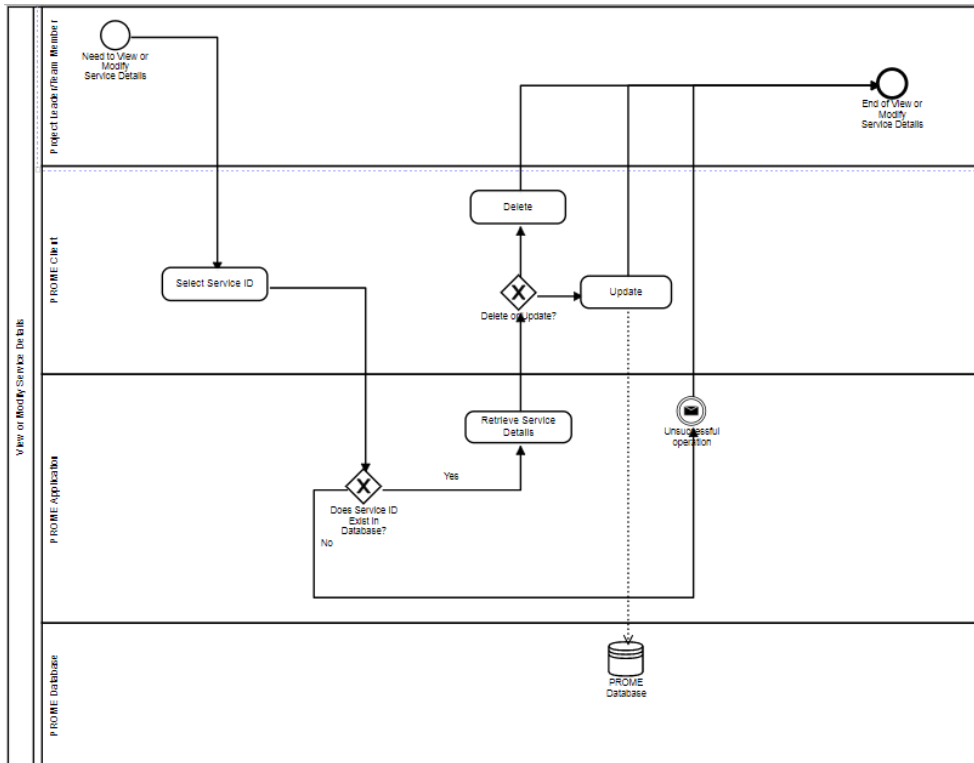 View or Modify Service Details
Project Leader/Team Member
Need to View or
Modify
Service Details
End of View or
Modify
Service Details
PROME Client
Select Service ID
Delete
Delete or Update?
Update
PROME Application
Retrieve Service
Details
Unsuccessful
operation
Yes
Does Service ID
Exist in
Database?
No
PROME Database
PROME
Database